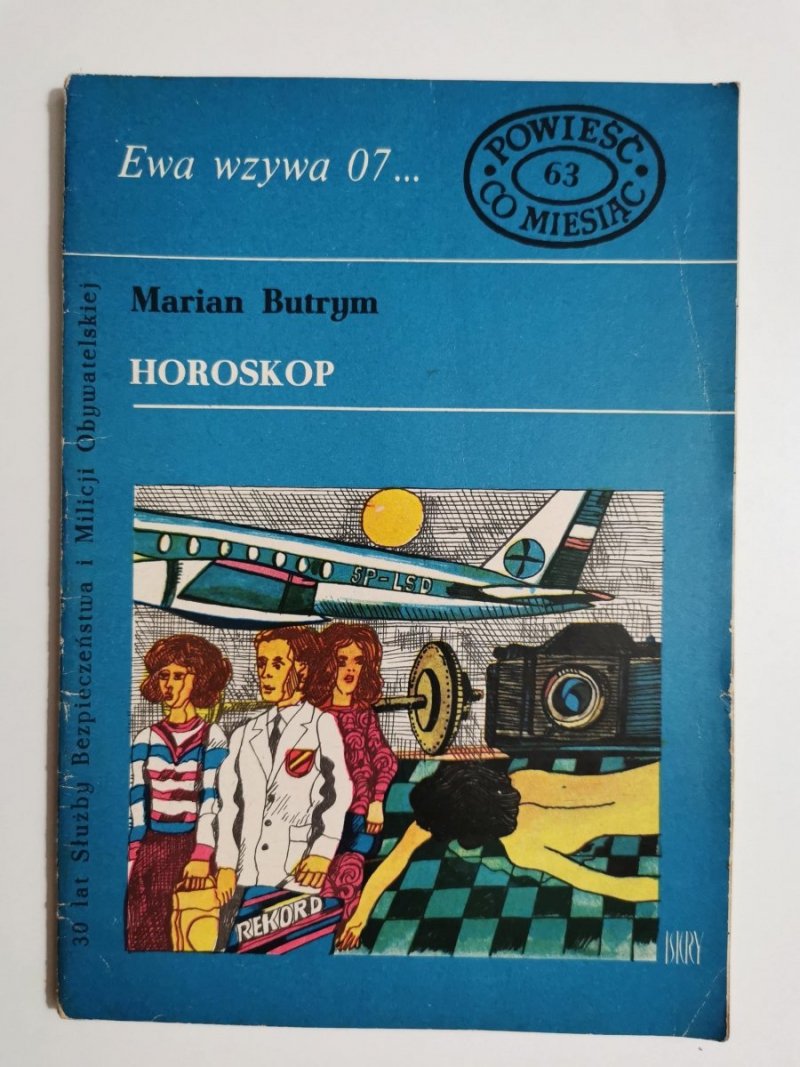 Ewa wzywa 07...
POWIEŚĆ
63
CO MIESIĄC
Marian Butrym
HOROSKOP
30 lat Służby Bezpieczeństwa i Milicji Obywatelskiej
SP-LSD
REKORD
ISKRY